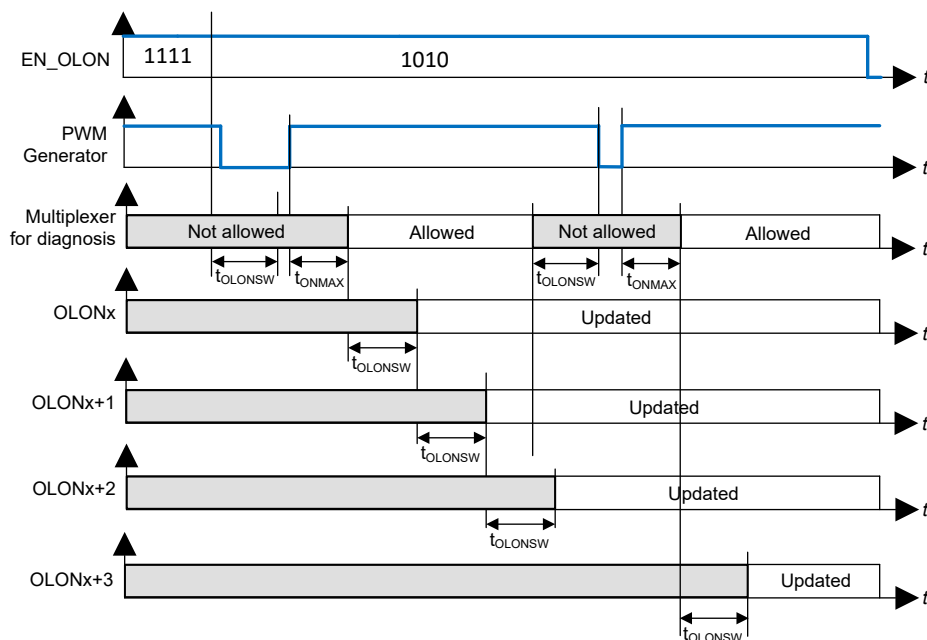 EN_OLON
1111
1010
t
PWM
Generator
t
Multiplexer
for diagnosis
Not allowed
Allowed
Not allowed
Allowed
t
tOLONSW
tONMAX
tOLONSW
tONMAX
OLONx
Updated
t
tOLONSW
OLONx+1
Updated
t
tOLONSW
OLONx+2
Updated
t
tOLONSW
OLONx+3
Updated
t
tOLONSW